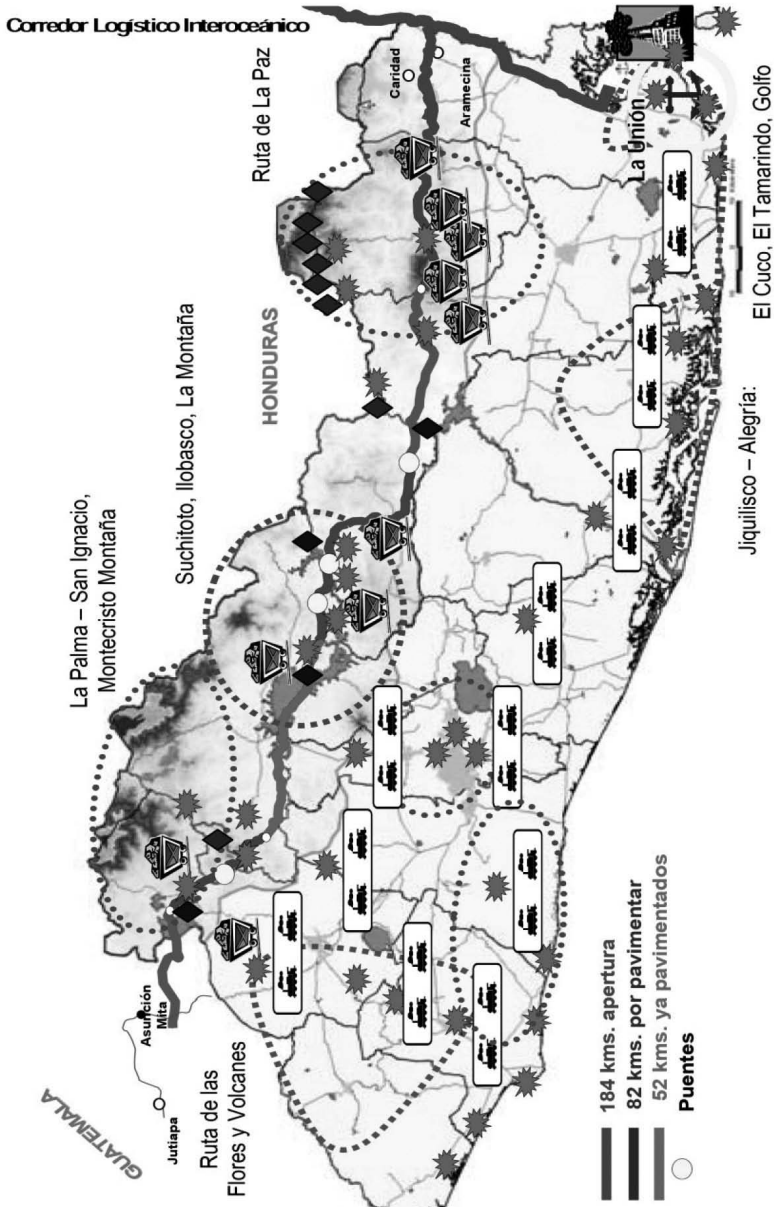 Corredor Logístico Interoceánico
La Palma – San Ignacio,
Montecristo Montaña
Suchitoto, Ilobasco, La Montaña
Ruta de La Paz
HONDURAS
GUATEMALA
Jutiapa
Asunción
Mita
Caridad
Aramecina
La Unión
Ruta de las
Flores y Volcanes
Jiquilisco – Alegría:
El Cuco, El Tamarindo, Golfo
184 kms. apertura
82 kms. por pavimentar
52 kms. ya pavimentados
Puentes